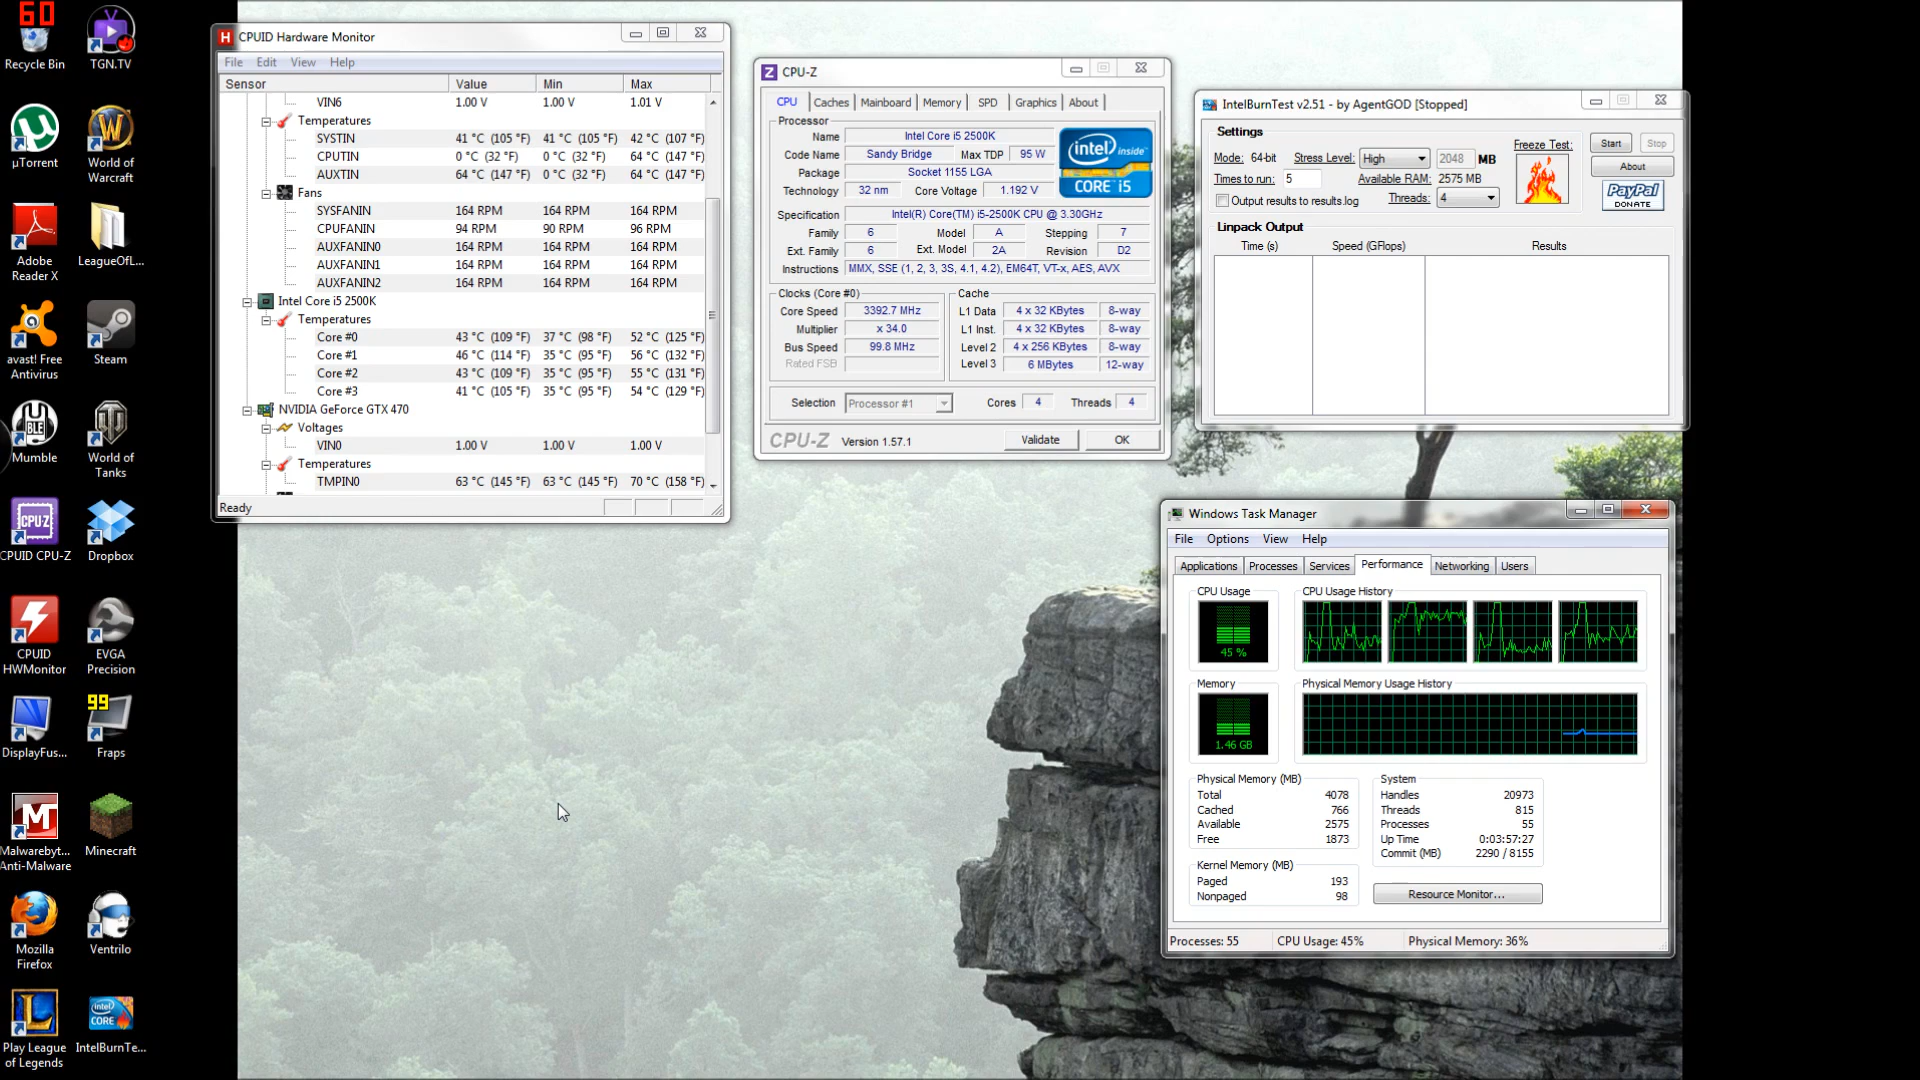 60
Recycle Bin
TGN.TV
µTorrent
World of
Warcraft
Adobe
Reader X
LeagueOfL...
avast! Free
Antivirus
Steam
Mumble
World of
Tanks
CPUID CPU-Z
Dropbox
CPUID
HWMonitor
EVGA
Precision
DisplayFus...
99
Fraps
Malwarebyt...
Anti-Malware
Minecraft
Mozilla
Firefox
Ventrilo
Play League
of Legends
IntelBurnTe...
CPUID Hardware Monitor
File Edit View Help
Sensor Value Min Max
VIN6 1.00 V 1.00 V 1.01 V
Temperatures
SYSTIN 41 °C (105 °F) 41 °C (105 °F) 42 °C (107 °F)
CPUTIN 0 °C (32 °F) 0 °C (32 °F) 64 °C (147 °F)
AUXTIN 64 °C (147 °F) 0 °C (32 °F) 64 °C (147 °F)
Fans
SYSFANIN 164 RPM 164 RPM 164 RPM
CPUFANIN 94 RPM 90 RPM 96 RPM
AUXFANIN0 164 RPM 164 RPM 164 RPM
AUXFANIN1 164 RPM 164 RPM 164 RPM
AUXFANIN2 164 RPM 164 RPM 164 RPM
Intel Core i5 2500K
Temperatures
Core #0 43 °C (109 °F) 37 °C (98 °F) 52 °C (125 °F)
Core #1 46 °C (114 °F) 35 °C (95 °F) 56 °C (132 °F)
Core #2 43 °C (109 °F) 35 °C (95 °F) 55 °C (131 °F)
Core #3 41 °C (105 °F) 35 °C (95 °F) 54 °C (129 °F)
NVIDIA GeForce GTX 470
Voltages
VIN0 1.00 V 1.00 V 1.00 V
Temperatures
TMPIN0 63 °C (145 °F) 63 °C (145 °F) 70 °C (158 °F)
Ready
CPU-Z
CPU Caches Mainboard Memory SPD Graphics About
Processor
Name Intel Core i5 2500K
Code Name Sandy Bridge Max TDP 95 W
Package Socket 1155 LGA
Technology 32 nm Core Voltage 1.192 V
intel inside
CORE i5
Specification Intel(R) Core(TM) i5-2500K CPU @ 3.30GHz
Family 6 Model A Stepping 7
Ext. Family 6 Ext. Model 2A Revision D2
Instructions MMX, SSE (1, 2, 3, 3S, 4.1, 4.2), EM64T, VT-x, AES, AVX
Clocks (Core #0)
Core Speed 3392.7 MHz
Multiplier x 34.0
Bus Speed 99.8 MHz
Rated FSB
Cache
L1 Data 4 x 32 KBytes 8-way
L1 Inst. 4 x 32 KBytes 8-way
Level 2 4 x 256 KBytes 8-way
Level 3 6 MBytes 12-way
Selection Processor #1 Cores 4 Threads 4
CPU-Z Version 1.57.1 Validate OK
IntelBurnTest v2.51 - by AgentGOD [Stopped]
Settings
Mode: 64-bit Stress Level: High 2048 MB
Times to run: 5 Available RAM: 2575 MB
Output results to results.log Threads: 4
Freeze Test:
Start Stop
About
PayPal
DONATE
Linpack Output
Time (s) Speed (GFlops) Results
Windows Task Manager
File Options View Help
Applications Processes Services Performance Networking Users
CPU Usage CPU Usage History
45 %
Memory Physical Memory Usage History
1.46 GB
Physical Memory (MB)
Total 4078
Cached 766
Available 2575
Free 1873
Kernel Memory (MB)
Paged 193
Nonpaged 98
System
Handles 20973
Threads 815
Processes 55
Up Time 0:03:57:27
Commit (MB) 2290 / 8155
Resource Monitor...
Processes: 55 CPU Usage: 45% Physical Memory: 36%